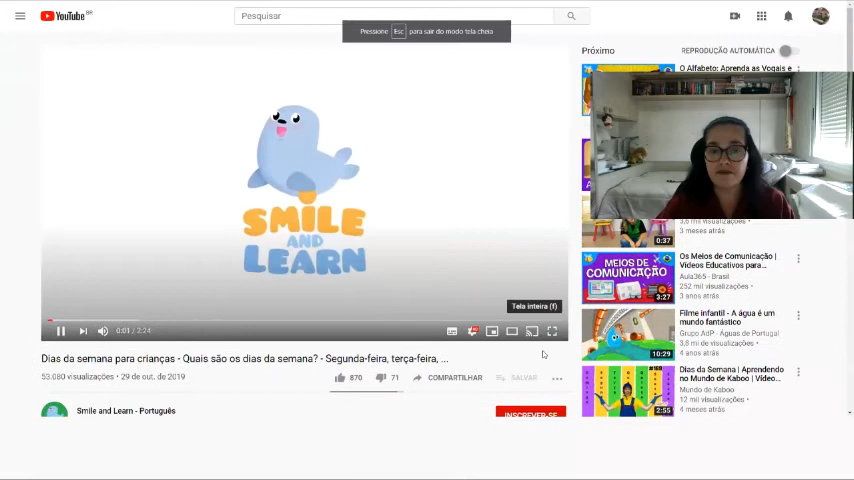 YouTube BR
Pesquisar
Pressione Esc para sair do modo tela cheia
Próximo
REPRODUÇÃO AUTOMÁTICA
O Alfabeto: Aprenda as Vogais e
SMILE
AND
LEARN
3,6 mil visualizações •
3 meses atrás
0:37
MEIOS DE
COMUNICAÇÃO
3:27
Os Meios de Comunicação |
Vídeos Educativos para...
Aula365 - Brasil
252 mil visualizações •
3 anos atrás
Tela inteira (f)
0:01 / 2:24
10:29
Filme infantil - A água é um
mundo fantástico
Grupo AdP - Águas de Portugal
3,8 mi de visualizações •
4 anos atrás
Dias da semana para crianças - Quais são os dias da semana? - Segunda-feira, terça-feira, ...
53.080 visualizações • 29 de out. de 2019
870
71
COMPARTILHAR
SALVAR
2:55
Dias da Semana | Aprendendo
no Mundo de Kaboo | Vídeo...
Mundo de Kaboo
12 mil visualizações •
4 meses atrás
Smile and Learn - Português
INSCREVER-SE